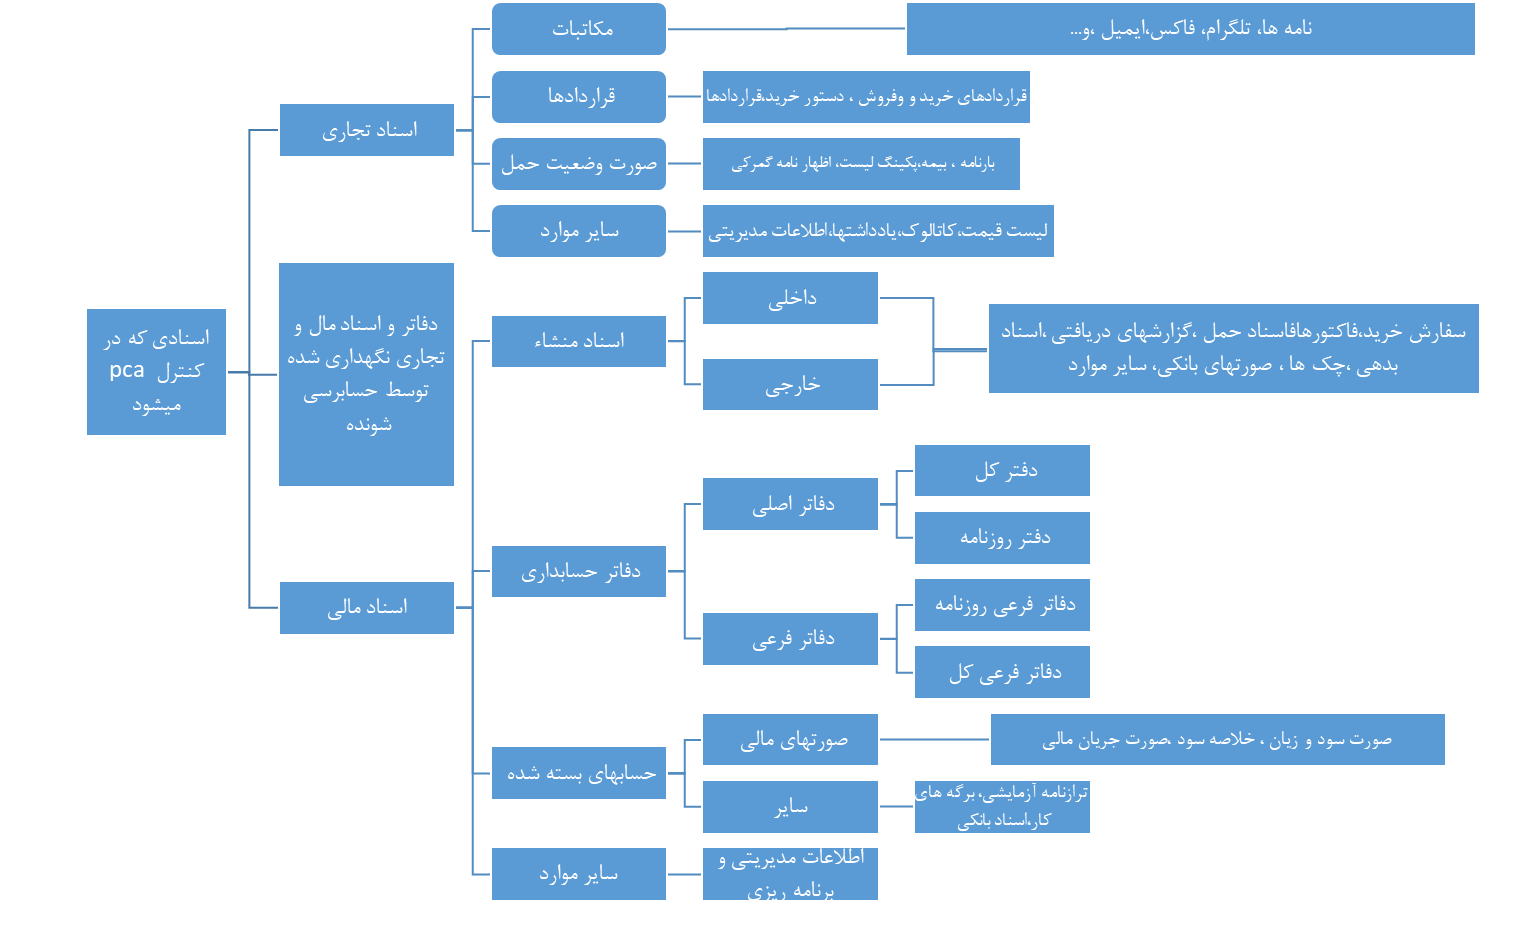 مکاتبات
نامه ها، تلگرام، فاکس،ایمیل ،و...
قراردادها
قراردادهای خرید و وفروش ، دستور خرید،قراردادها
اسناد تجاری
صورت وضعیت حمل
بارنامه ، بیمه،پکینگ لیست، اظهار نامه گمرکی
سایر موارد
لیست قیمت،کاتالوک،یادداشتها،اطلاعات مدیریتی
اسنادی که در
کنترل pca
میشود
دفاتر و اسناد مال و
تجاری نگهداری شده
توسط حسابرسی
شونده
اسناد منشاء
داخلی
خارجی
سفارش خرید،فاکتورهافاسناد حمل ،گزارشهای دریافتی ،اسناد
بدهی ،چک ها ، صورتهای بانکی، سایر موارد
اسناد مالی
دفاتر حسابداری
دفاتر اصلی
دفتر کل
دفتر روزنامه
دفاتر فرعی
دفاتر فرعی روزنامه
دفاتر فرعی کل
حسابهای بسته شده
صورتهای مالی
صورت سود و زیان ، خلاصه سود ،صورت جریان مالی
سایر
ترازنامه آزمایشی، برگه های
کار،اسناد بانکی
سایر موارد
اطلاعات مدیریتی و
برنامه ریزی